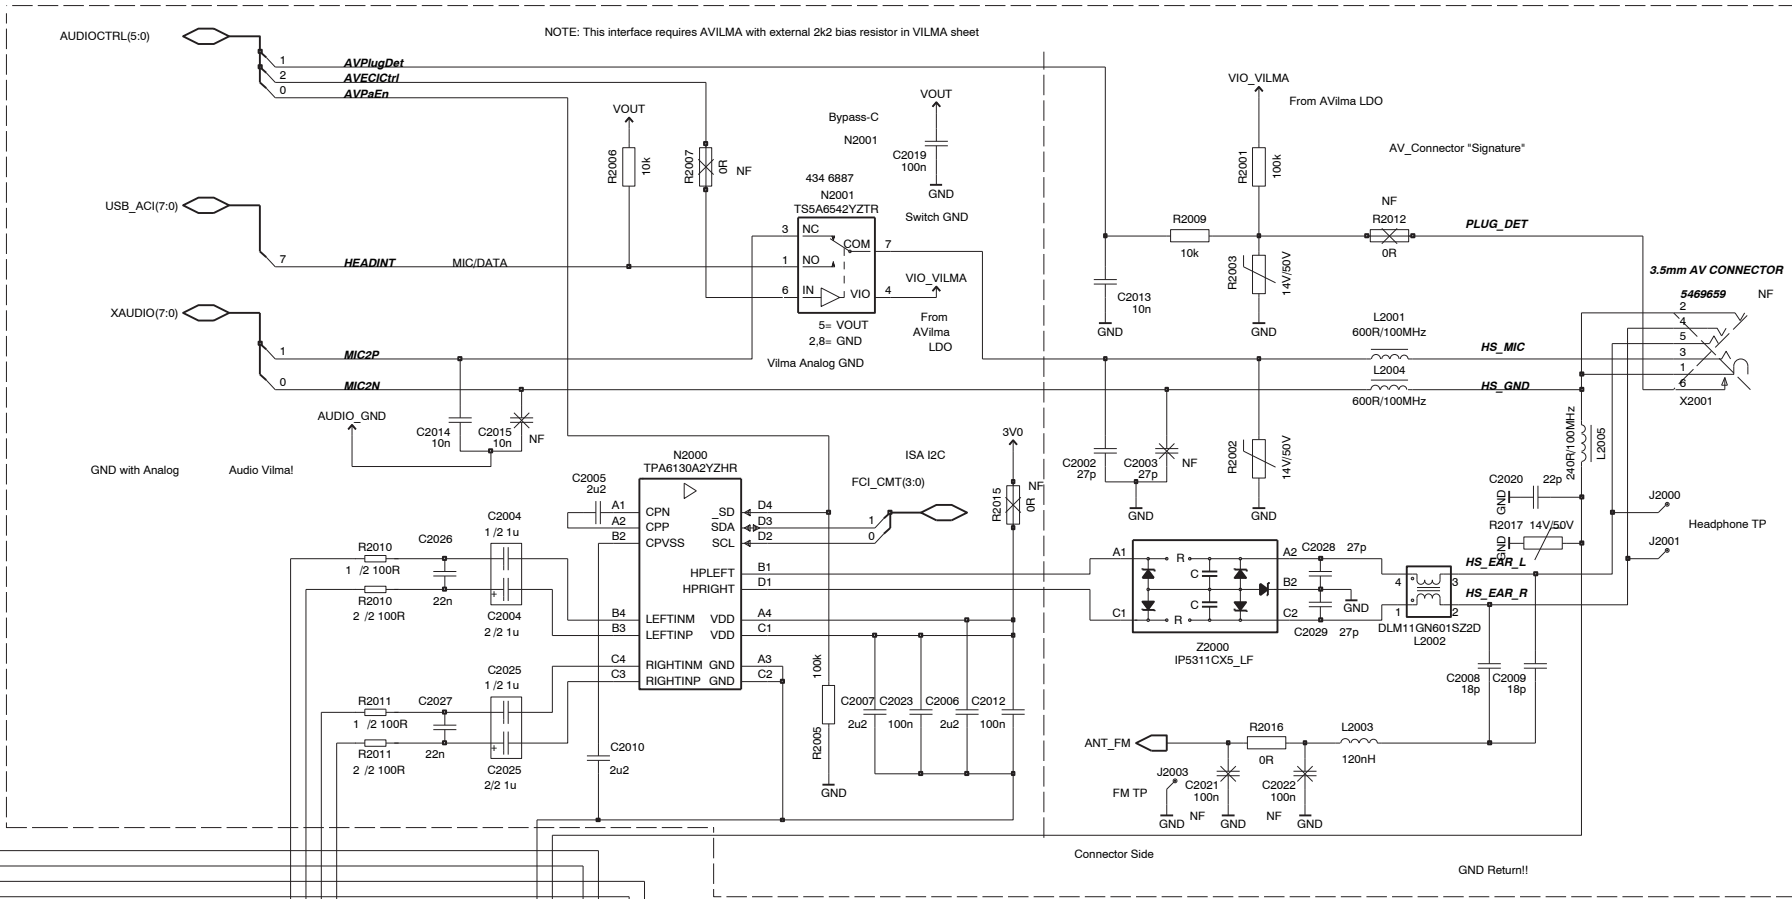 NOTE: This interface requires AVILMA with external 2k2 bias resistor in VILMA sheet
AUDIOCTRL(5:0)
1 AVPlugDet
2 AVECICtrl
0 AVPaEn
USB_ACI(7:0)
7 HEADINT MIC/DATA
XAUDIO(7:0)
1 MIC2P
0 MIC2N
AUDIO_GND
GND with Analog Audio Vilma!
C2014
10n
C2015
10n
NF
VOUT
R2006
10k
R2007
0R
NF
Bypass-C
N2001
VOUT
C2019
100n
GND
Switch GND
434 6887
N2001
TS5A6542YZTR
3 NC
COM 7
1 NO
6 IN
VIO 4
5= VOUT
2,8= GND
Vilma Analog GND
VIO_VILMA
From
AVilma
LDO
VIO_VILMA
From AVilma LDO
R2001
100k
AV_Connector "Signature"
R2009
10k
NF
R2012
0R
PLUG_DET
C2013
10n
GND
R2003
14V/50V
GND
3.5mm AV CONNECTOR
5469659 NF
2
4
5
3
1
6
X2001
L2001
600R/100MHz
HS_MIC
L2004
600R/100MHz
HS_GND
C2002
27p
C2003
27p
NF
GND
R2002
14V/50V
GND
240R/100MHz
L2005
C2020 22p
GND
R2017 14V/50V
GND
J2000
J2001
Headphone TP
HS_EAR_L
HS_EAR_R
N2000
TPA6130A2YZHR
A1 CPN
A2 CPP
B2 CPVSS
_SD D4
SDA D3
SCL D2
HPLEFT B1
HPRIGHT D1
B4 LEFTINM VDD A4
B3 LEFTINP VDD C1
C4 RIGHTINM GND A3
C3 RIGHTINP GND C2
C2005
2u2
ISA I2C
FCI_CMT(3:0)
1
0
3V0
R2015
NF
0R
C2004
1 /2 1u
C2026
R2010
1 /2 100R
R2010
2 /2 100R
22n
+
C2004
2 /2 1u
C2025
1 /2 1u
C2027
R2011
1 /2 100R
R2011
2 /2 100R
22n
+
C2025
2/2 1u
C2010
2u2
100k
R2005
GND
C2007
2u2
C2023
100n
C2006
2u2
C2012
100n
A1
A2
B2
C1
C2
R
C
C
R
Z2000
IP5311CX5_LF
C2028 27p
GND
C2029 27p
4
3
1
2
DLM11GN601SZ2D
L2002
C2008
18p
C2009
18p
ANT_FM
R2016
0R
L2003
120nH
J2003
FM TP
GND
C2021
100n
NF
GND
C2022
100n
NF
GND
Connector Side
GND Return!!